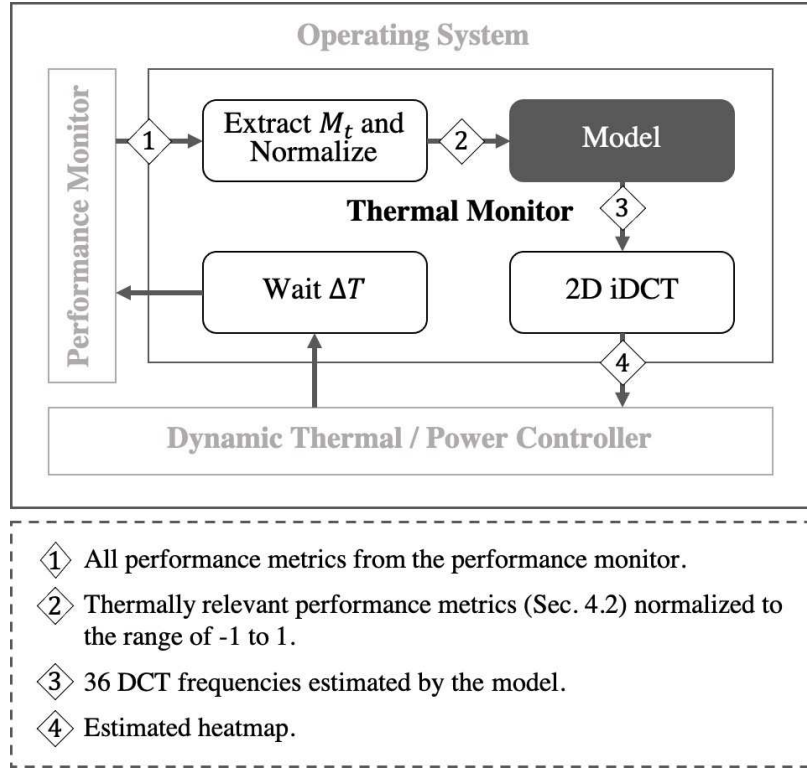 Operating System
Performance Monitor
1
Extract M_t and
Normalize
2
Model
Thermal Monitor
3
Wait ΔT
2D iDCT
4
Dynamic Thermal / Power Controller
1 All performance metrics from the performance monitor.
2 Thermally relevant performance metrics (Sec. 4.2) normalized to
the range of -1 to 1.
3 36 DCT frequencies estimated by the model.
4 Estimated heatmap.